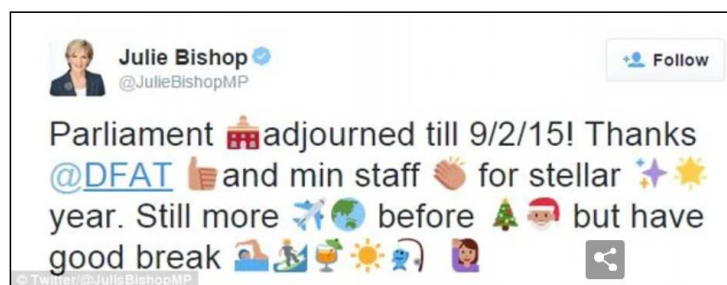 Julie Bishop
@JulieBishopMP
Follow
Parliament 🏫adjourned till 9/2/15! Thanks
@DFAT 👍and min staff 👏 for stellar ✨🌟
year. Still more ✈️🌏 before 🎄🎅 but have
good break 🏊🏄🍹☀️🎣 🙋
© Twitter/@JulieBishopMP